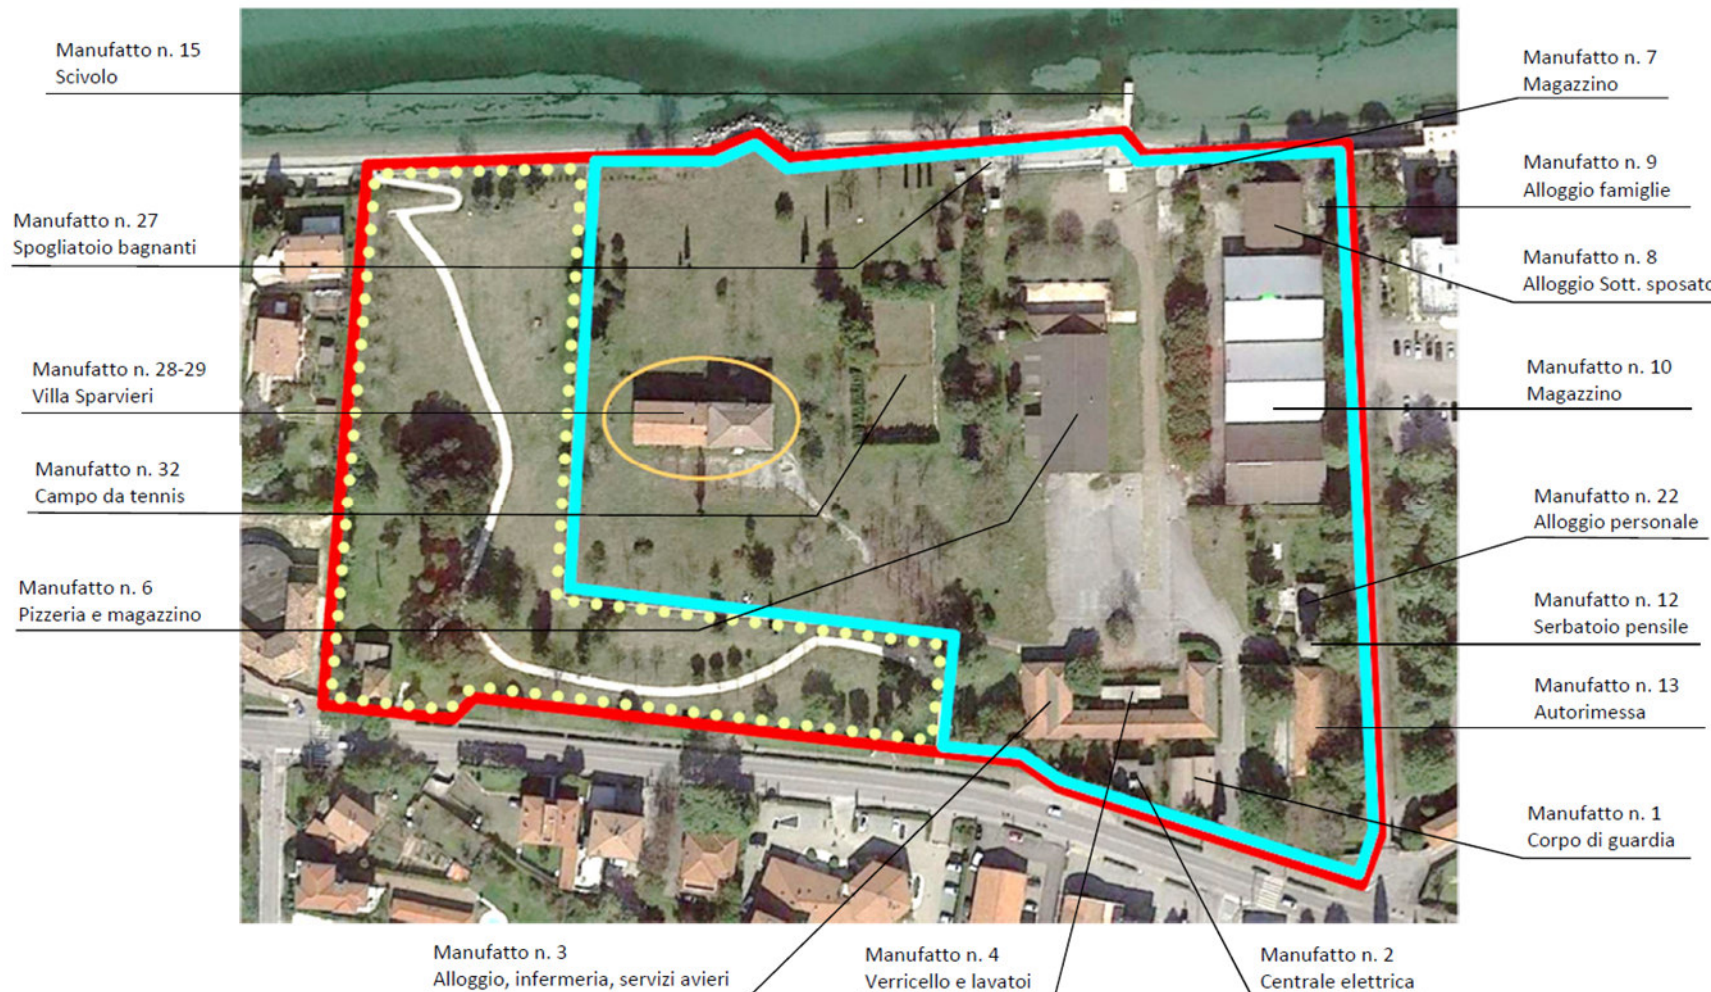 Manufatto n. 15
Scivolo
Manufatto n. 27
Spogliatoio bagnanti
Manufatto n. 28-29
Villa Sparvieri
Manufatto n. 32
Campo da tennis
Manufatto n. 6
Pizzeria e magazzino
Manufatto n. 7
Magazzino
Manufatto n. 9
Alloggio famiglie
Manufatto n. 8
Alloggio Sott. sposato
Manufatto n. 10
Magazzino
Manufatto n. 22
Alloggio personale
Manufatto n. 12
Serbatoio pensile
Manufatto n. 13
Autorimessa
Manufatto n. 1
Corpo di guardia
Manufatto n. 3
Alloggio, infermeria, servizi avieri
Manufatto n. 4
Verricello e lavatoi
Manufatto n. 2
Centrale elettrica